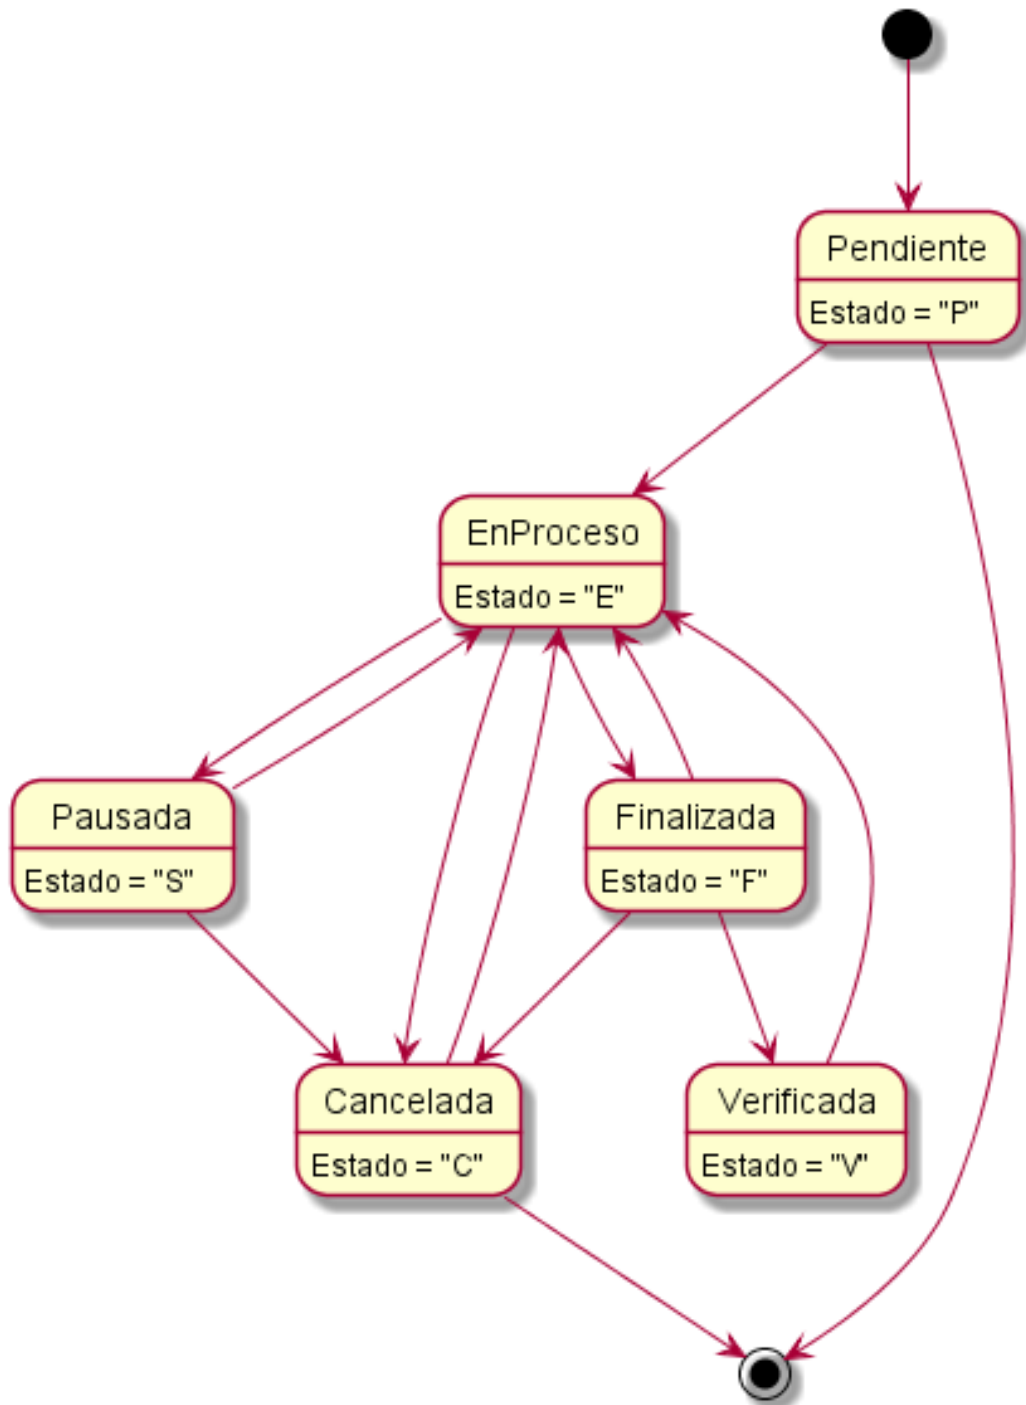 Pendiente
Estado = "P"
EnProceso
Estado = "E"
Pausada
Estado = "S"
Finalizada
Estado = "F"
Cancelada
Estado = "C"
Verificada
Estado = "V"